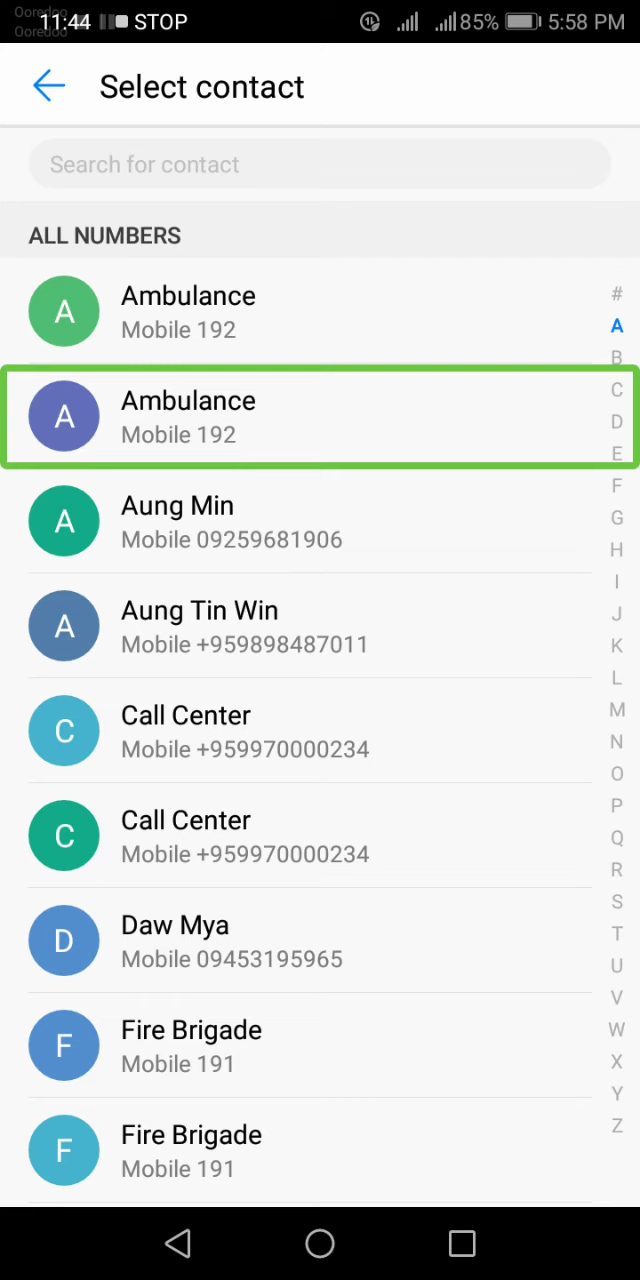 Ooredoo
Ooredoo
11:44 STOP 85% 5:58 PM
Select contact
Search for contact
ALL NUMBERS
A Ambulance
Mobile 192
A Ambulance
Mobile 192
A Aung Min
Mobile 09259681906
A Aung Tin Win
Mobile +959898487011
C Call Center
Mobile +959970000234
C Call Center
Mobile +959970000234
D Daw Mya
Mobile 09453195965
F Fire Brigade
Mobile 191
F Fire Brigade
Mobile 191
#
A
B
C
D
E
F
G
H
I
J
K
L
M
N
O
P
Q
R
S
T
U
V
W
X
Y
Z